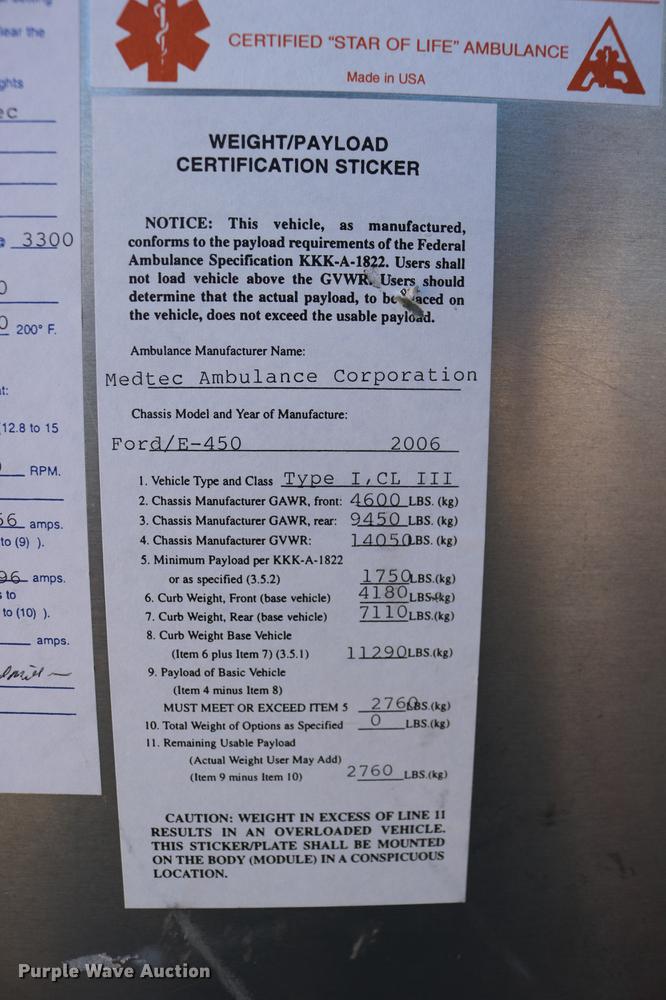 lear the
ghts
3300
200° F.
12.8 to 15
RPM.
amps.
to (9) ).
amps.
to (10) ).
amps.
CERTIFIED "STAR OF LIFE" AMBULANCE
Made in USA
WEIGHT/PAYLOAD
CERTIFICATION STICKER
NOTICE: This vehicle, as manufactured,
conforms to the payload requirements of the Federal
Ambulance Specification KKK-A-1822. Users shall
not load vehicle above the GVWR. Users should
determine that the actual payload, to be aced on
the vehicle, does not exceed the usable payload.
Ambulance Manufacturer Name:
Medtec Ambulance Corporation
Chassis Model and Year of Manufacture:
Ford/E-450 2006
1. Vehicle Type and Class Type I,CL III
2. Chassis Manufacturer GAWR, front: 4600 LBS. (kg)
3. Chassis Manufacturer GAWR, rear: 9450 LBS. (kg)
4. Chassis Manufacturer GVWR: 14050 LBS. (kg)
5. Minimum Payload per KKK-A-1822
or as specified (3.5.2) 1750 LBS.(kg)
6. Curb Weight, Front (base vehicle) 4180 LBS.(kg)
7. Curb Weight, Rear (base vehicle) 7110 LBS.(kg)
8. Curb Weight Base Vehicle
(Item 6 plus Item 7) (3.5.1) 11290 LBS.(kg)
9. Payload of Basic Vehicle
(Item 4 minus Item 8)
MUST MEET OR EXCEED ITEM 5 2760 LBS.(kg)
10. Total Weight of Options as Specified 0 LBS.(kg)
11. Remaining Usable Payload
(Actual Weight User May Add)
(Item 9 minus Item 10) 2760 LBS.(kg)
CAUTION: WEIGHT IN EXCESS OF LINE 11
RESULTS IN AN OVERLOADED VEHICLE.
THIS STICKER/PLATE SHALL BE MOUNTED
ON THE BODY (MODULE) IN A CONSPICUOUS
LOCATION.
Purple Wave Auction